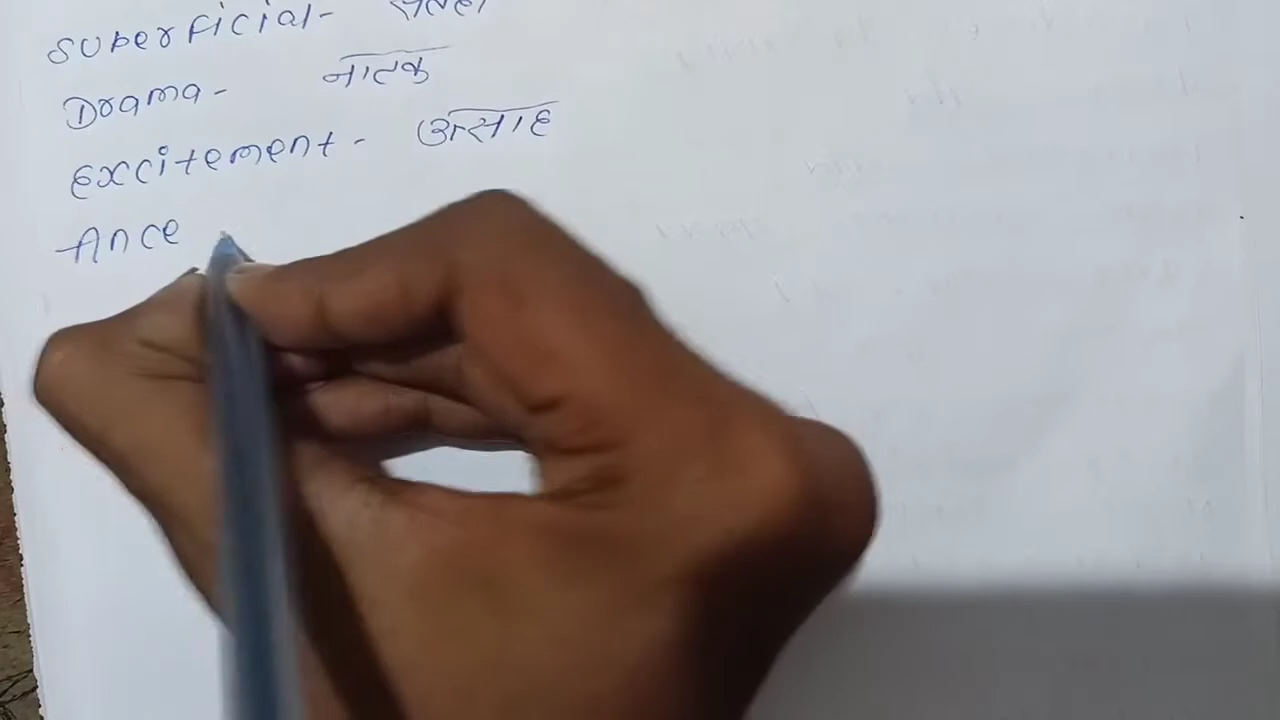 Superficial-
Drama- नाटक
Excitement- उत्साह
Ance